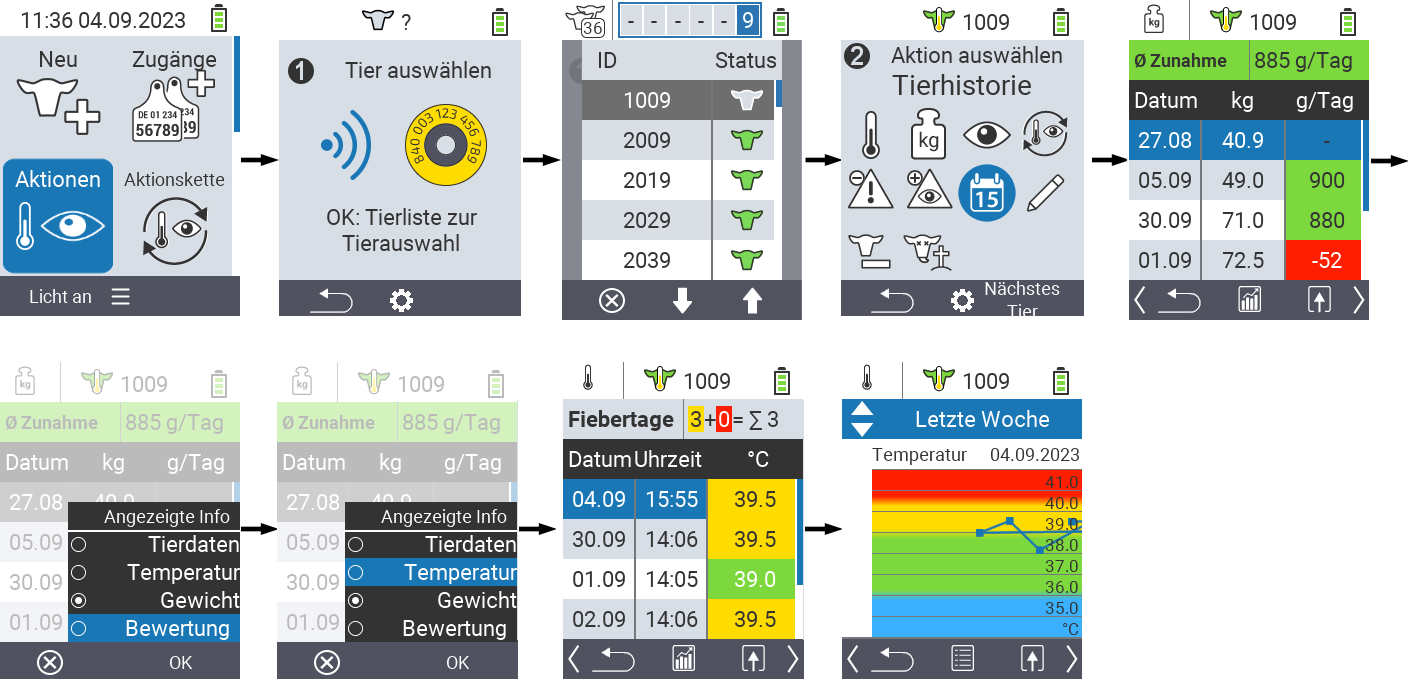 11:36 04.09.2023
Neu
Zugänge
DE 01 234
56789
234
39
Aktionen
Aktionskette
Licht an
?
1 Tier auswählen
840 003 123 456 789
OK: Tierliste zur
Tierauswahl
36
- - - - - 9
ID Status
1009
2009
2019
2029
2039
1009
2 Aktion auswählen
Tierhistorie
kg
15
Nächstes
Tier
kg 1009
Ø Zunahme 885 g/Tag
Datum kg g/Tag
27.08 40.9 -
05.09 49.0 900
30.09 71.0 880
01.09 72.5 -52
kg 1009
Ø Zunahme 885 g/Tag
Datum kg g/Tag
27.08 40.9
05.09
30.09
01.09
Angezeigte Info
Tierdaten
Temperatur
Gewicht
Bewertung
OK
kg 1009
Ø Zunahme 885 g/Tag
Datum kg g/Tag
27.08 40.9
05.09
30.09
01.09
Angezeigte Info
Tierdaten
Temperatur
Gewicht
Bewertung
OK
1009
Fiebertage 3+0= ∑ 3
Datum Uhrzeit °C
04.09 15:55 39.5
30.09 14:06 39.5
01.09 14:05 39.0
02.09 14:06 39.5
1009
Letzte Woche
Temperatur 04.09.2023
41.0
40.0
39.0
38.0
37.0
36.0
35.0
°C